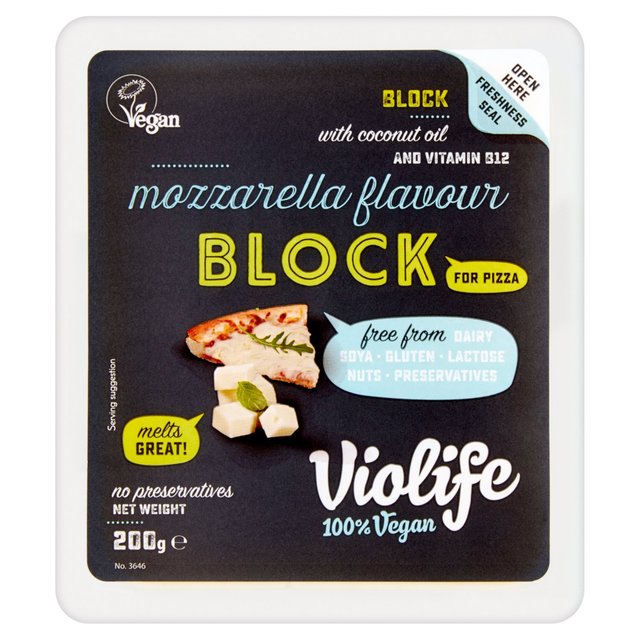 Vegan
BLOCK
with coconut oil
AND VITAMIN B12
OPEN
HERE
FRESHNESS
SEAL
mozzarella flavour
BLOCK
FOR PIZZA
free from DAIRY
SOYA · GLUTEN · LACTOSE
NUTS · PRESERVATIVES
Serving suggestion
melts
GREAT!
Violife
100% Vegan
no preservatives
NET WEIGHT
200g e
No. 3646